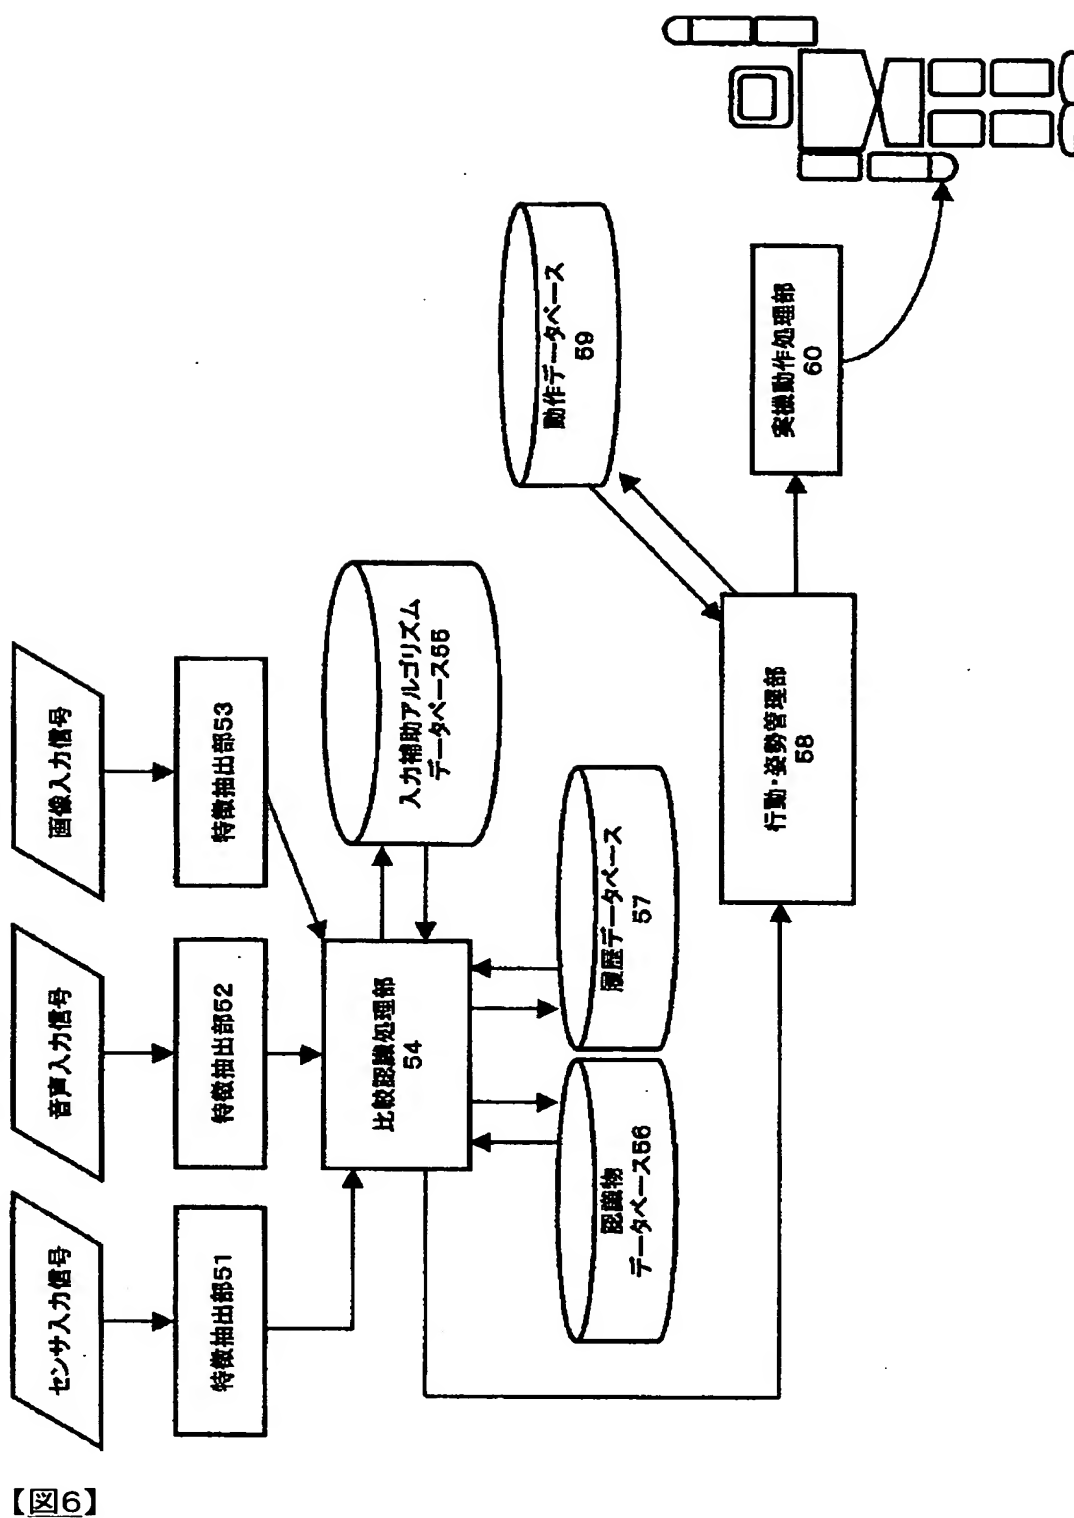 【図6】
センサ入力信号
音声入力信号
画像入力信号
特徴抽出部51
特徴抽出部52
特徴抽出部53
比較認識処理部
54
入力補助アルゴリズム
データベース55
認識物
データベース56
履歴データベース
57
行動・姿勢管理部
58
動作データベース
59
実機動作処理部
60